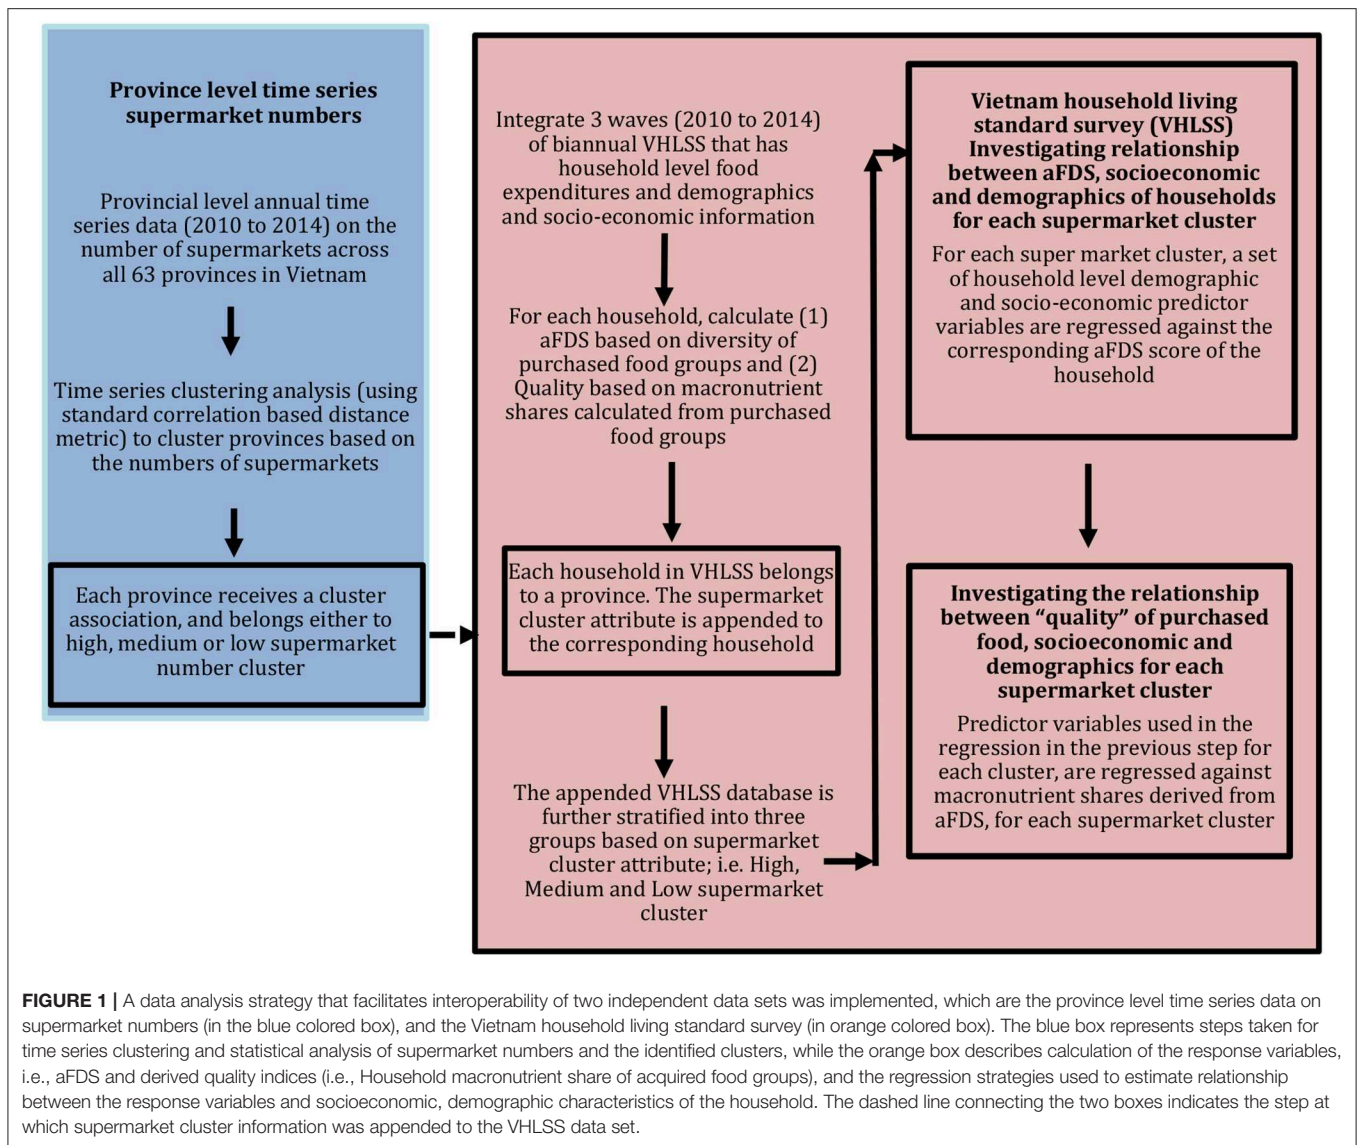 Province level time series
supermarket numbers
Provincial level annual time
series data (2010 to 2014) on the
number of supermarkets across
all 63 provinces in Vietnam
Time series clustering analysis (using
standard correlation based distance
metric) to cluster provinces based on
the numbers of supermarkets
Each province receives a cluster
association, and belongs either to
high, medium or low supermarket
number cluster
Integrate 3 waves (2010 to 2014)
of biannual VHLSS that has
household level food
expenditures and demographics
and socio-economic information
For each household, calculate (1)
aFDS based on diversity of
purchased food groups and (2)
Quality based on macronutrient
shares calculated from purchased
food groups
Each household in VHLSS belongs
to a province. The supermarket
cluster attribute is appended to
the corresponding household
The appended VHLSS database is
further stratified into three
groups based on supermarket
cluster attribute; i.e. High,
Medium and Low supermarket
cluster
Vietnam household living
standard survey (VHLSS)
Investigating relationship
between aFDS, socioeconomic
and demographics of households
for each supermarket cluster
For each super market cluster, a set
of household level demographic
and socio-economic predictor
variables are regressed against the
corresponding aFDS score of the
household
Investigating the relationship
between “quality” of purchased
food, socioeconomic and
demographics for each
supermarket cluster
Predictor variables used in the
regression in the previous step for
each cluster, are regressed against
macronutrient shares derived from
aFDS, for each supermarket cluster
FIGURE 1 | A data analysis strategy that facilitates interoperability of two independent data sets was implemented, which are the province level time series data on
supermarket numbers (in the blue colored box), and the Vietnam household living standard survey (in orange colored box). The blue box represents steps taken for
time series clustering and statistical analysis of supermarket numbers and the identified clusters, while the orange box describes calculation of the response variables,
i.e., aFDS and derived quality indices (i.e., Household macronutrient share of acquired food groups), and the regression strategies used to estimate relationship
between the response variables and socioeconomic, demographic characteristics of the household. The dashed line connecting the two boxes indicates the step at
which supermarket cluster information was appended to the VHLSS data set.